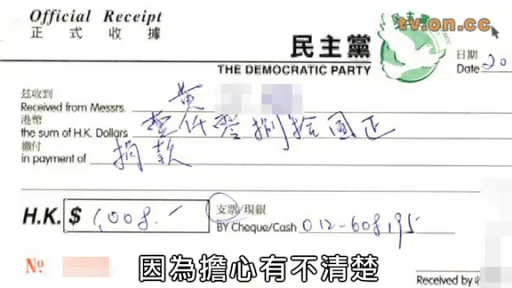 Official Receipt
tv.on.cc
正式收據
民主黨
THE DEMOCRATIC PARTY
日期
Date 20
茲收到
Received from Messrs. 黃
港幣
the sum of H.K. Dollars 壹仟零捌拾圓正
繳付
in payment of 捐款
H.K. $ 1,008.-
支票/現銀
BY Cheque/Cash 012-608195
No
因為擔心有不清楚
Received by